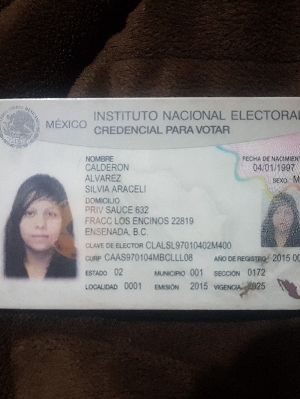 MÉXICO
INSTITUTO NACIONAL ELECTORAL
CREDENCIAL PARA VOTAR
NOMBRE
CALDERON
ALVAREZ
SILVIA ARACELI
FECHA DE NACIMIENTO
04/01/1997
SEXO M
DOMICILIO
PRIV SAUCE 632
FRACC LOS ENCINOS 22819
ENSENADA, B.C.
CLAVE DE ELECTOR CLALSL97010402M400
CURP CAAS970104MBCLLL08 AÑO DE REGISTRO 2015 00
ESTADO 02 MUNICIPIO 001 SECCIÓN 0172
LOCALIDAD 0001 EMISIÓN 2015 VIGENCIA 2025